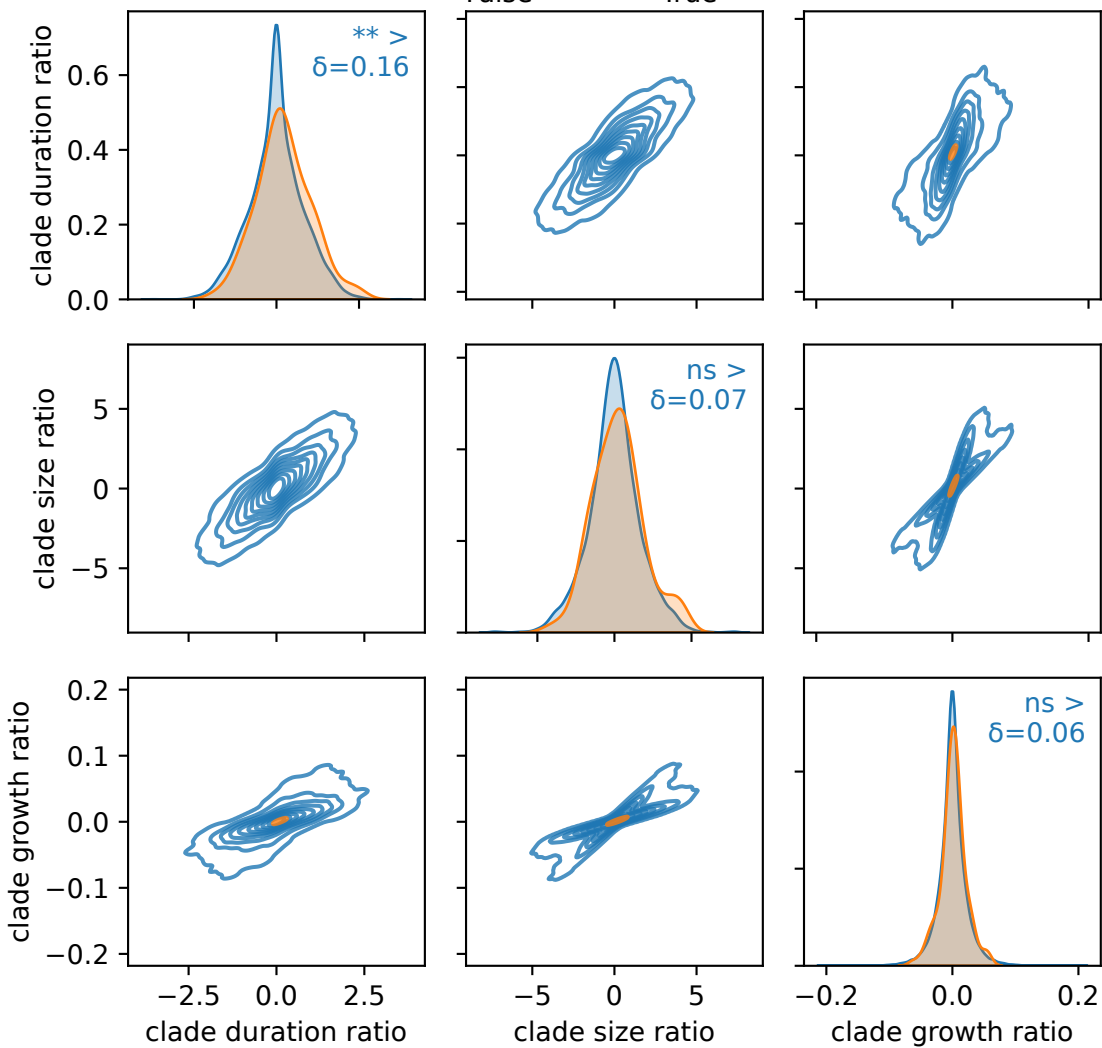 True
** >
δ=0.16
clade duration ratio
0.6
0.4
0.2
0.0
ns >
δ=0.07
clade size ratio
5
0
−5
ns >
δ=0.06
clade growth ratio
0.2
0.1
0.0
−0.1
−0.2
−2.5 0.0 2.5
−5 0 5
−0.2 0.0 0.2
clade duration ratio
clade size ratio
clade growth ratio